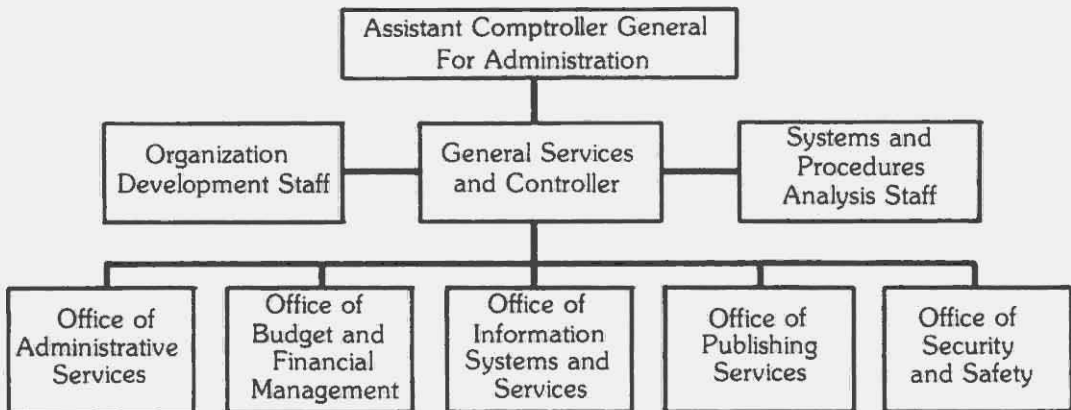 Assistant Comptroller General
For Administration
Organization
Development Staff
General Services
and Controller
Systems and
Procedures
Analysis Staff
Office of
Administrative
Services
Office of
Budget and
Financial
Management
Office of
Information
Systems and
Services
Office of
Publishing
Services
Office of
Security
and Safety